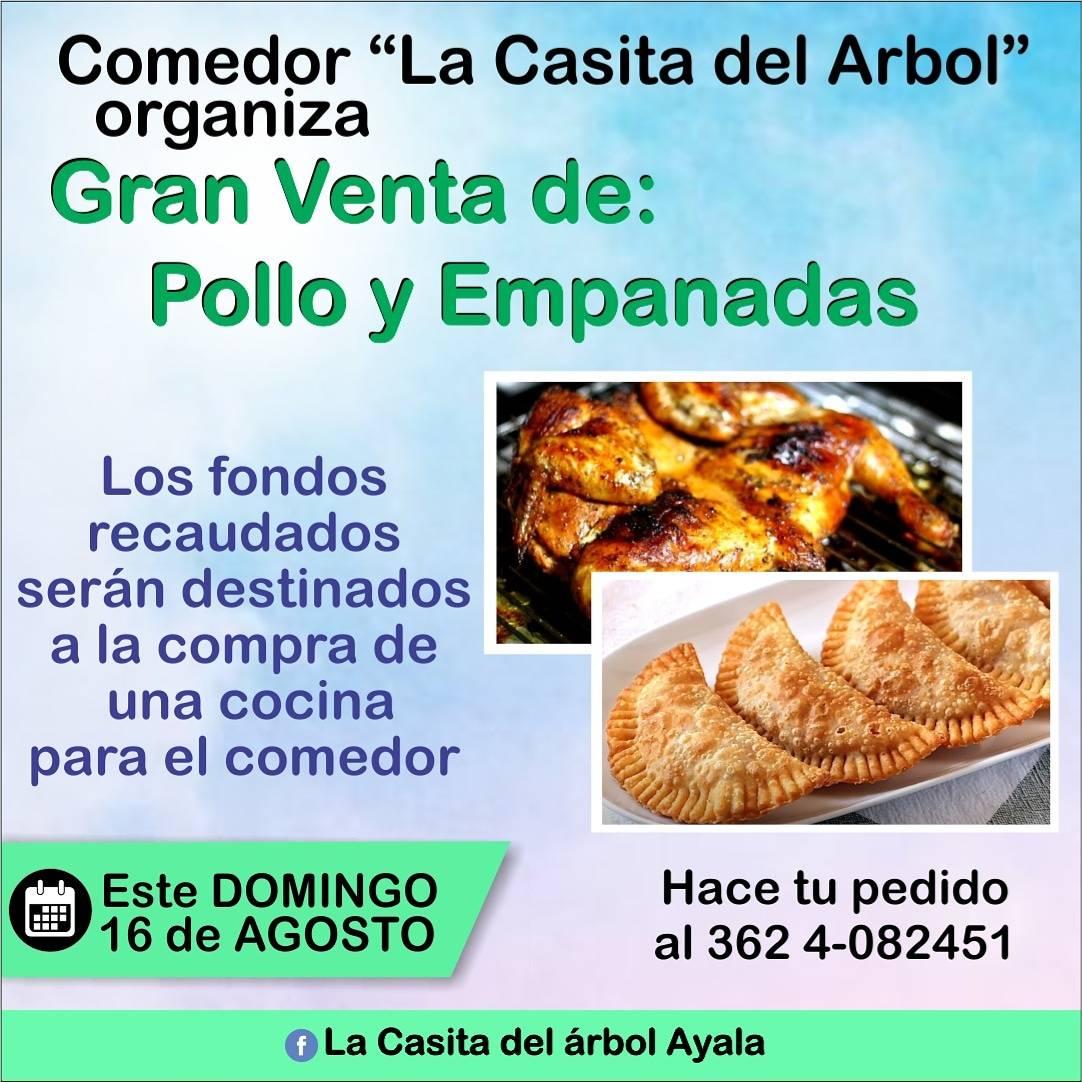 Comedor “La Casita del Arbol”
organiza
Gran Venta de:
Pollo y Empanadas
Los fondos
recaudados
serán destinados
a la compra de
una cocina
para el comedor
Este DOMINGO
16 de AGOSTO
Hace tu pedido
al 362 4-082451
f La Casita del árbol Ayala